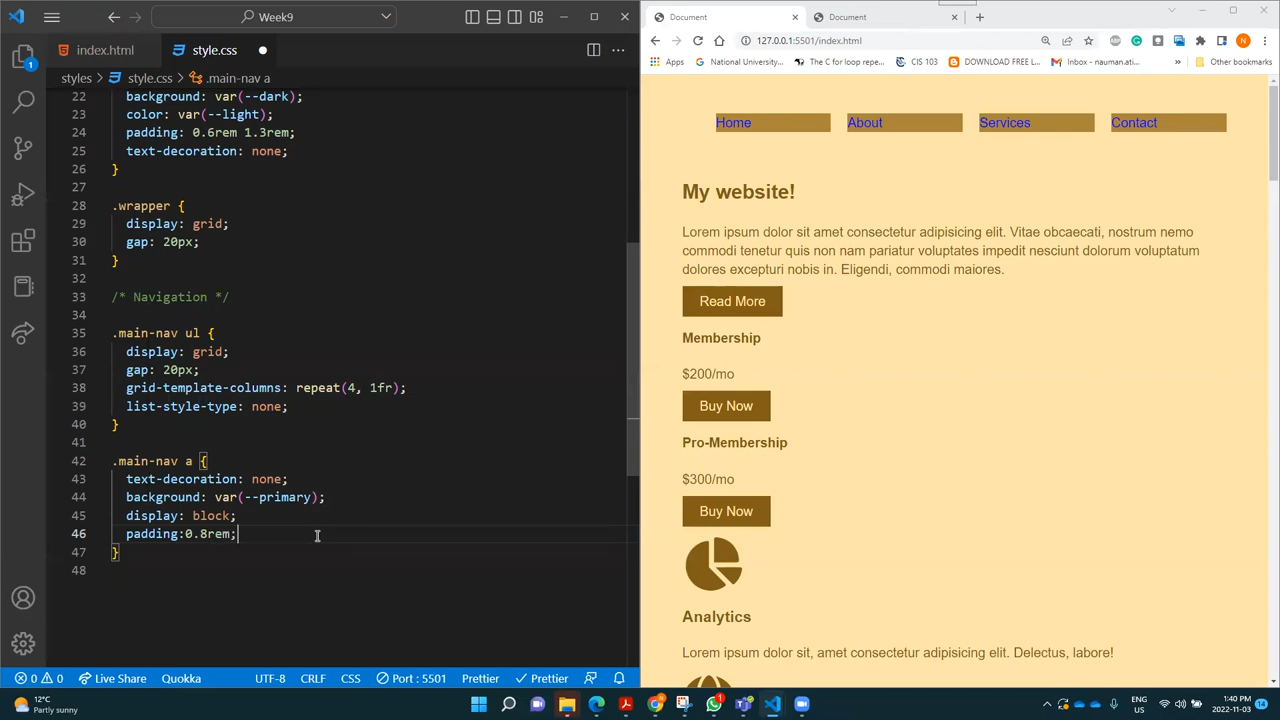 Week9
index.html
style.css
styles > style.css > .main-nav a
22 background: var(--dark);
23 color: var(--light);
24 padding: 0.6rem 1.3rem;
25 text-decoration: none;
26 }
27
28 .wrapper {
29 display: grid;
30 gap: 20px;
31 }
32
33 /* Navigation */
34
35 .main-nav ul {
36 display: grid;
37 gap: 20px;
38 grid-template-columns: repeat(4, 1fr);
39 list-style-type: none;
40 }
41
42 .main-nav a {
43 text-decoration: none;
44 background: var(--primary);
45 display: block;
46 padding:0.8rem;
47 }
48
1
0 0 Live Share Quokka UTF-8 CRLF CSS Port : 5501 Prettier Prettier
Document
Document
127.0.0.1:5501/index.html
N
Apps National University... The C for loop repe... CIS 103 DOWNLOAD FREE L... Inbox - nauman.ati... » Other bookmarks
Home About Services Contact
My website!
Lorem ipsum dolor sit amet consectetur adipisicing elit. Vitae obcaecati, nostrum nemo
commodi tenetur quis non nam pariatur voluptates impedit nesciunt dolorum voluptatum
dolores excepturi nobis in. Eligendi, commodi maiores.
Read More
Membership
$200/mo
Buy Now
Pro-Membership
$300/mo
Buy Now
Analytics
Lorem ipsum dolor sit, amet consectetur adipisicing elit. Delectus, labore!
12°C
Partly sunny
1
ENG
US
1:40 PM
2022-11-03
14